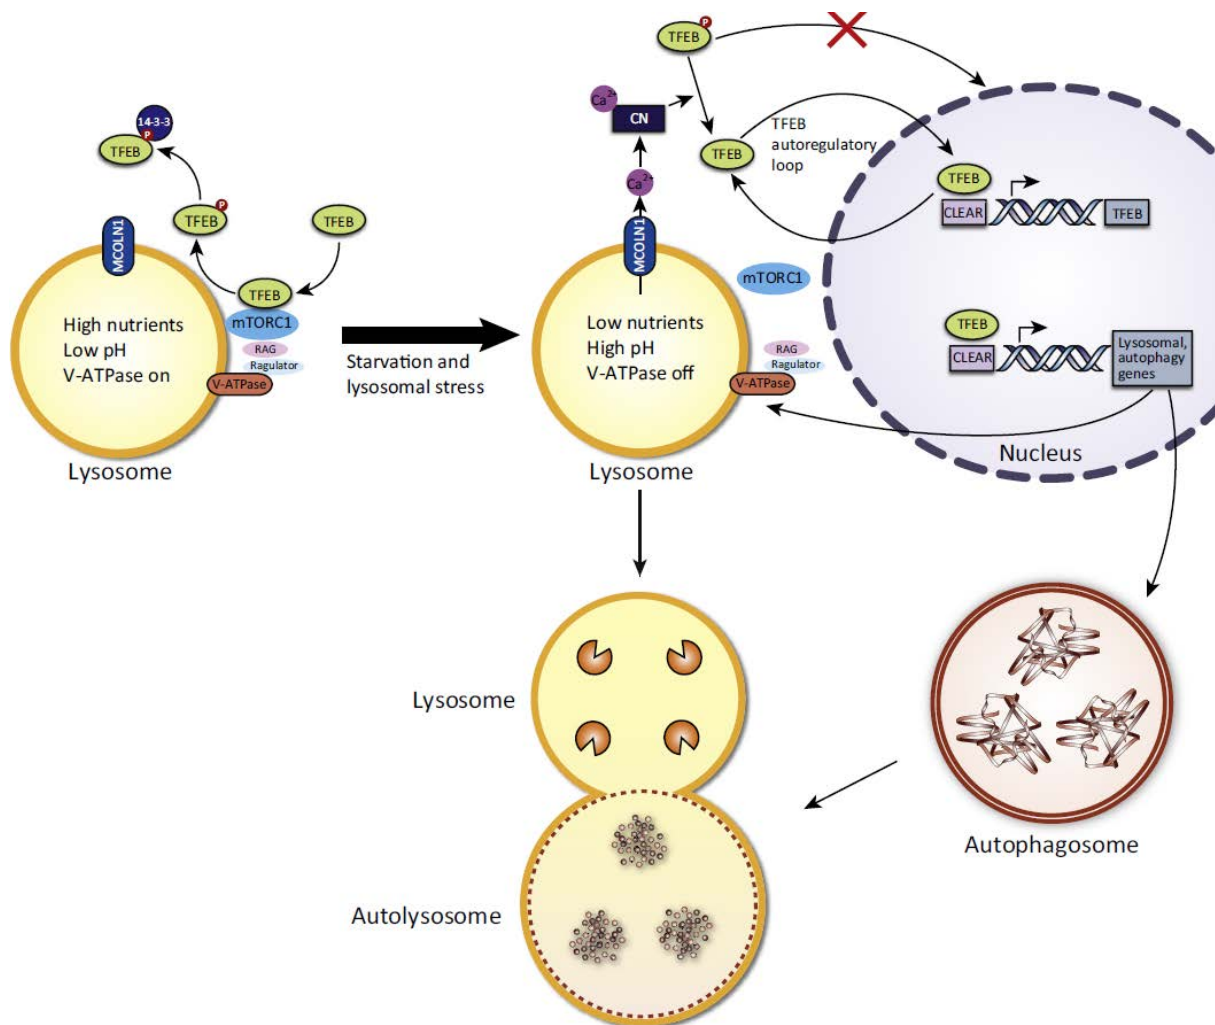 14-3-3
P
TFEB
TFEB
P
TFEB
MCOLN1
TFEB
mTORC1
RAG
Ragulator
V-ATPase
High nutrients
Low pH
V-ATPase on
Lysosome
Starvation and
lysosomal stress
TFEB
P
Ca2+
CN
Ca2+
MCOLN1
TFEB
TFEB
autoregulatory
loop
mTORC1
RAG
Ragulator
V-ATPase
Low nutrients
High pH
V-ATPase off
Lysosome
TFEB
CLEAR
TFEB
TFEB
CLEAR
Lysosomal,
autophagy
genes
Nucleus
Lysosome
Autolysosome
Autophagosome